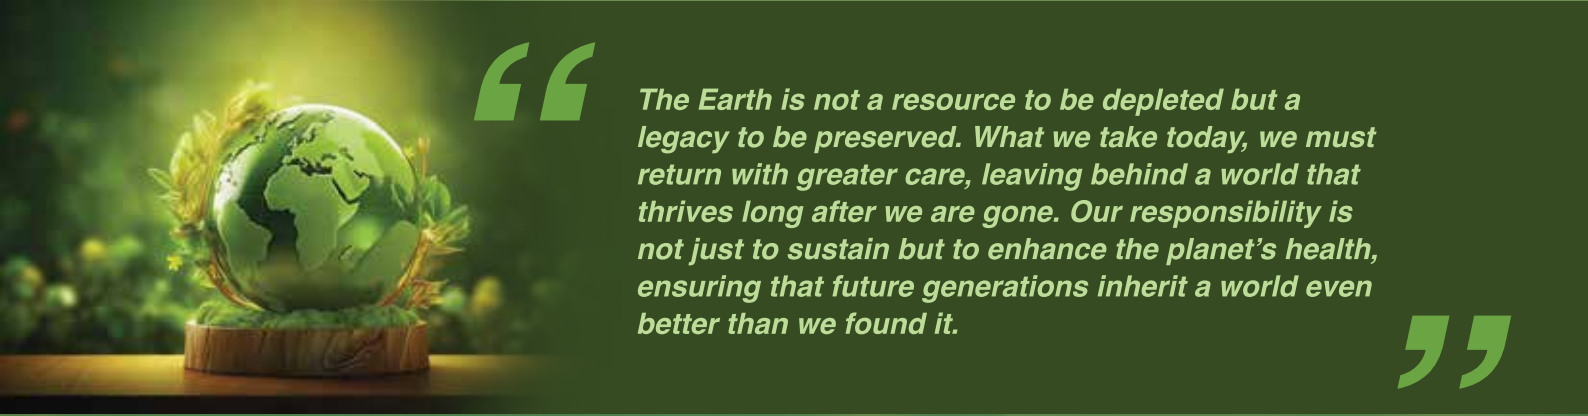 “
The Earth is not a resource to be depleted but a
legacy to be preserved. What we take today, we must
return with greater care, leaving behind a world that
thrives long after we are gone. Our responsibility is
not just to sustain but to enhance the planet’s health,
ensuring that future generations inherit a world even
better than we found it.
”